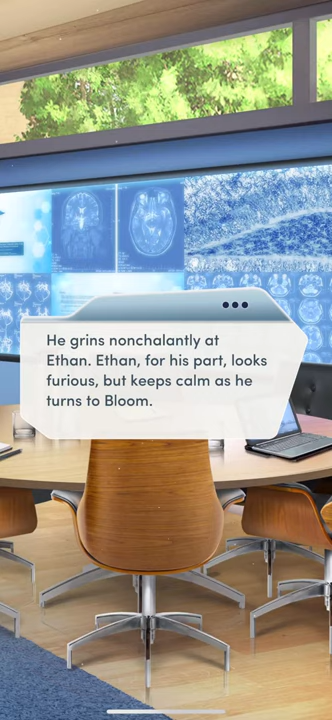 He grins nonchalantly at
Ethan. Ethan, for his part, looks
furious, but keeps calm as he
turns to Bloom.